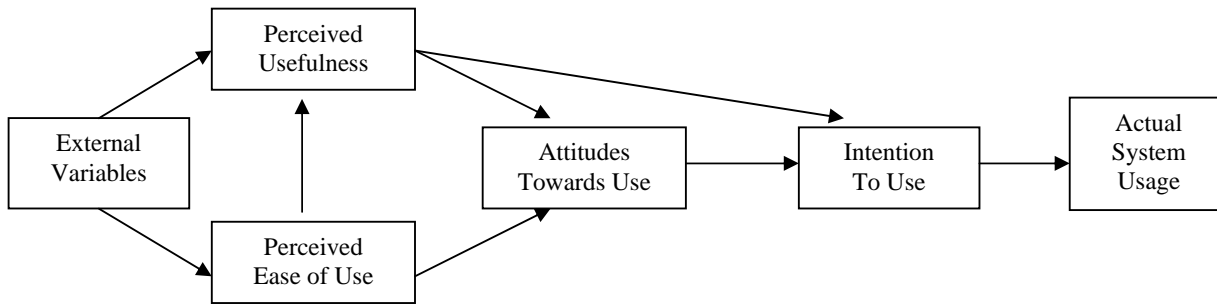 Perceived
Usefulness
External
Variables
Perceived
Ease of Use
Attitudes
Towards Use
Intention
To Use
Actual
System
Usage